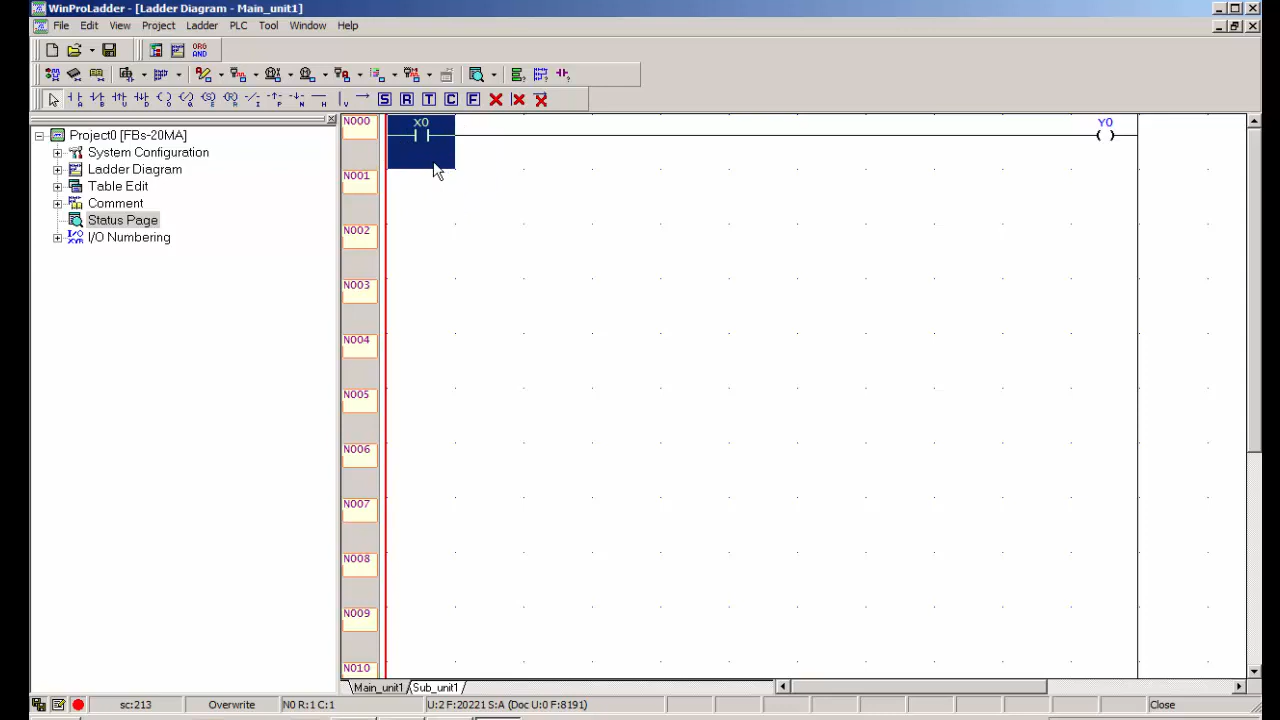 WinProLadder - [Ladder Diagram - Main_unit1]
File Edit View Project Ladder Tool Window Help
ORG
AND
A B U D O Q S R I P N H V S R T C F
Project0 [FBs-20MA]
System Configuration
Ladder Diagram
Table Edit
Comment
Status Page
I/O Numbering
N000 X0 Y0
N001
N002
N003
N004
N005
N006
N007
N008
N009
N010
Main_unit1 Sub_unit1
sc:213 Overwrite N0 R:1 C:1 U:2 F:20221 S:A (Doc U:0 F:8191) Close